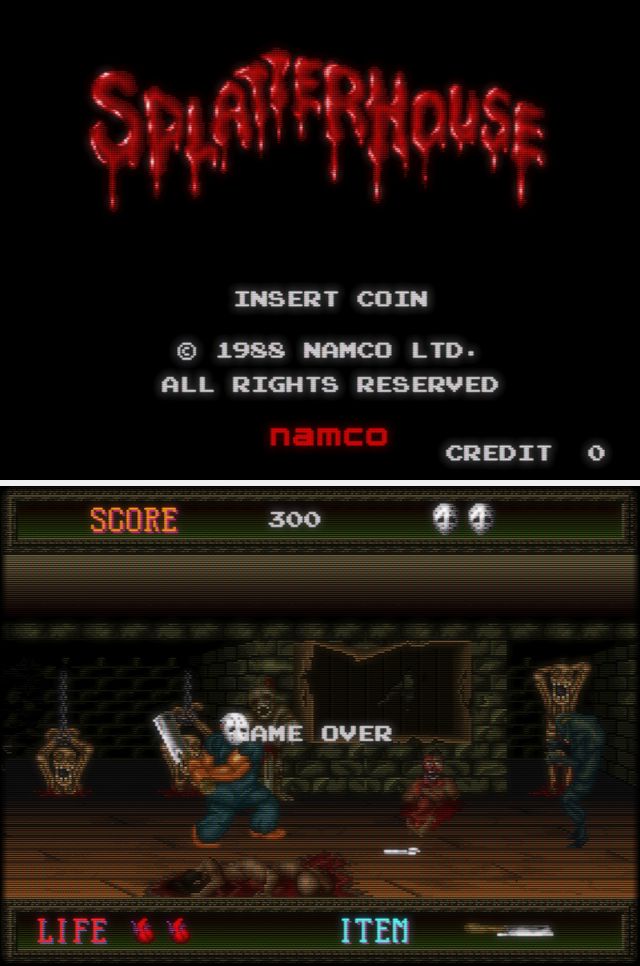 SPLATTERHOUSE
INSERT COIN
© 1988 NAMCO LTD.
ALL RIGHTS RESERVED
namco
CREDIT 0
SCORE 300
GAME OVER
LIFE ITEM